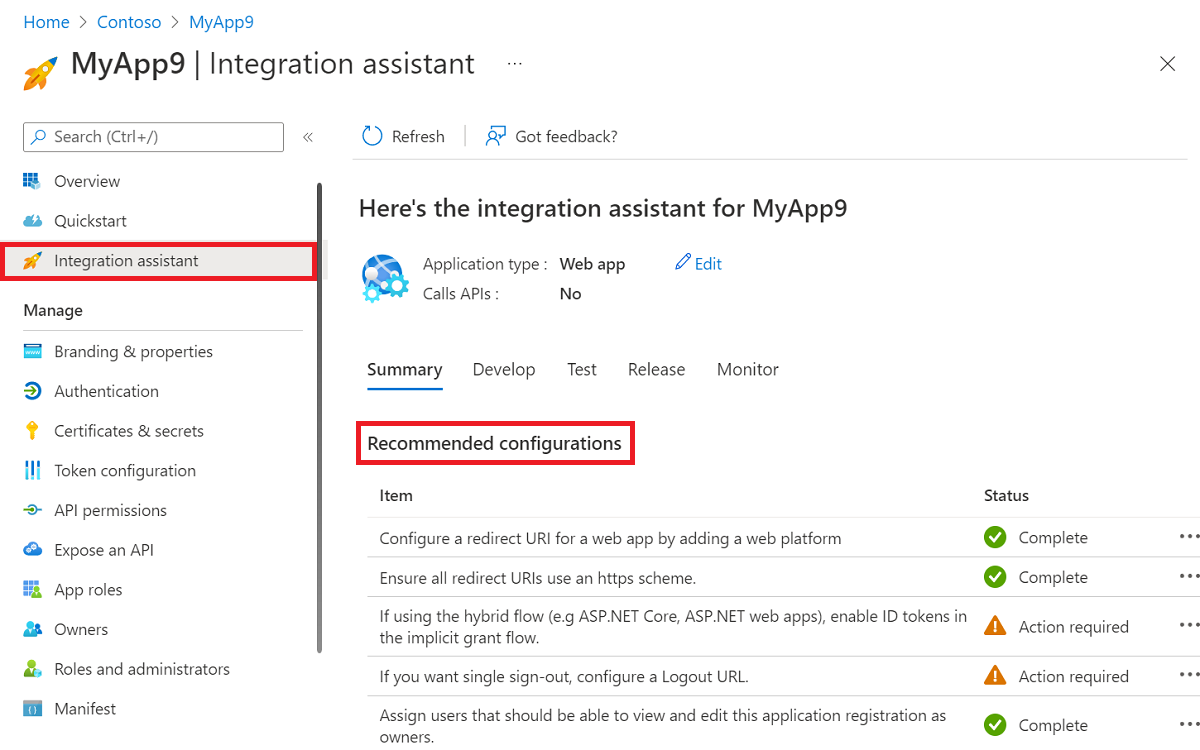 Home > Contoso > MyApp9
MyApp9 | Integration assistant ...
Search (Ctrl+/) «
Overview
Quickstart
Integration assistant
Manage
Branding & properties
www
Authentication
Certificates & secrets
Token configuration
API permissions
Expose an API
App roles
Owners
Roles and administrators
Manifest
Refresh | Got feedback?
Here's the integration assistant for MyApp9
Application type : Web app Edit
Calls APIs : No
Summary Develop Test Release Monitor
Recommended configurations
Item Status
Configure a redirect URI for a web app by adding a web platform Complete ...
Ensure all redirect URIs use an https scheme. Complete ...
If using the hybrid flow (e.g ASP.NET Core, ASP.NET web apps), enable ID tokens in
the implicit grant flow. Action required ...
If you want single sign-out, configure a Logout URL. Action required ...
Assign users that should be able to view and edit this application registration as
owners. Complete ...